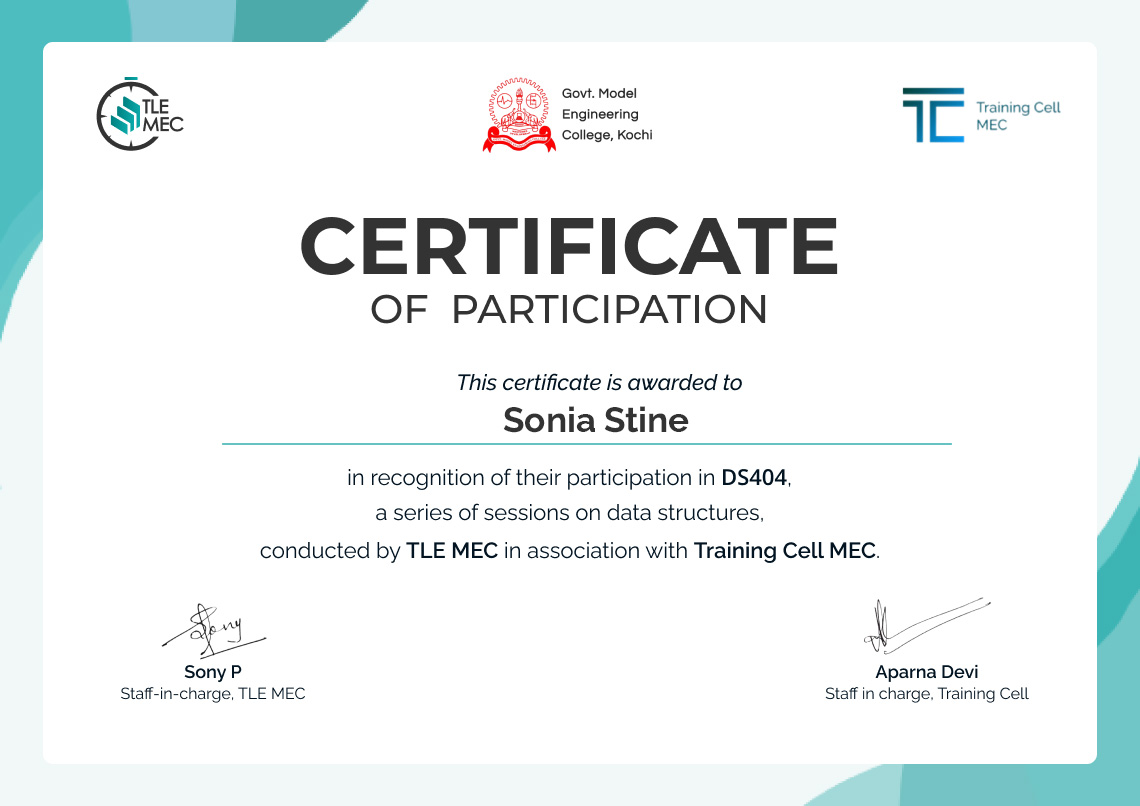 TLE
MEC
Govt. Model
Engineering
College, Kochi
Training Cell
MEC
CERTIFICATE
OF PARTICIPATION
This certificate is awarded to
Sonia Stine
in recognition of their participation in DS404,
a series of sessions on data structures,
conducted by TLE MEC in association with Training Cell MEC.
Sony
Sony P
Staff-in-charge, TLE MEC
Aparna Devi
Staff in charge, Training Cell